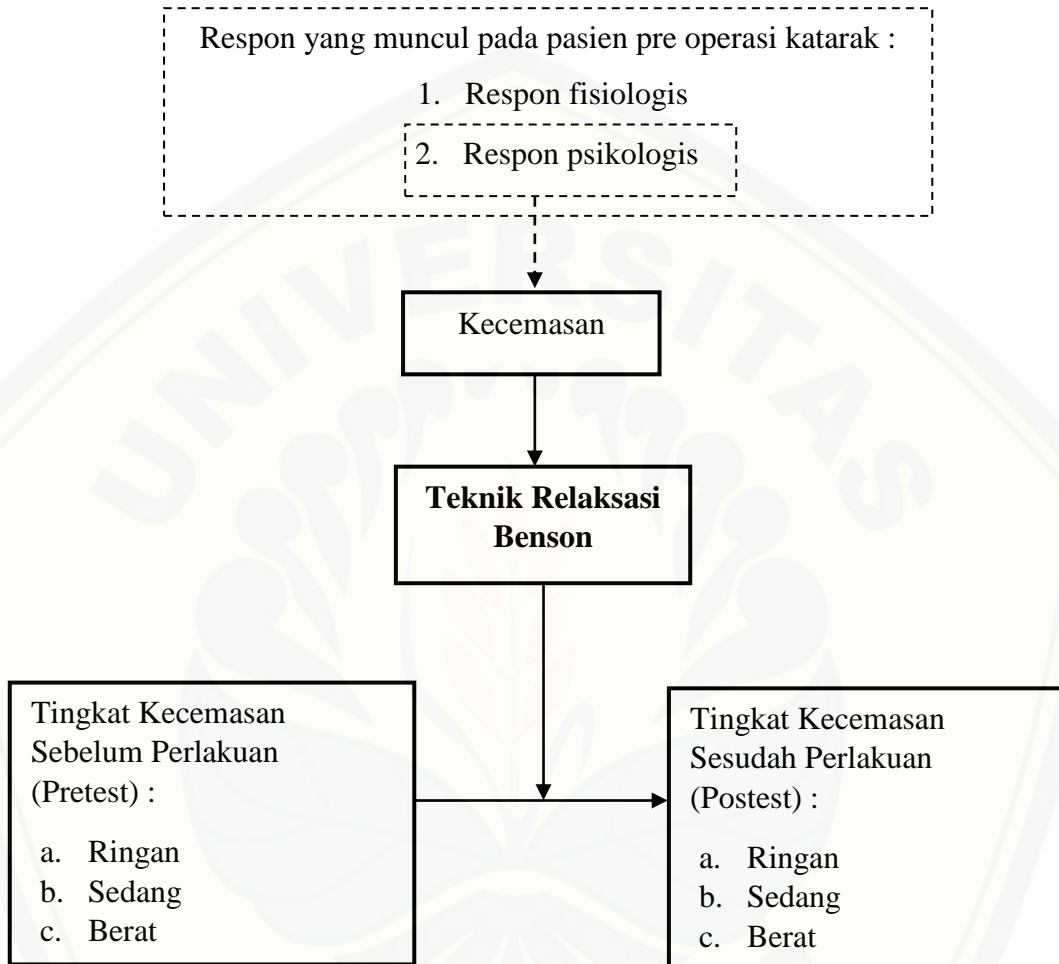 Respon yang muncul pada pasien pre operasi katarak :
1. Respon fisiologis
2. Respon psikologis
UNIVERSITAS
Kecemasan
Teknik Relaksasi
Benson
Tingkat Kecemasan
Sebelum Perlakuan
(Pretest) :
a. Ringan
b. Sedang
c. Berat
Tingkat Kecemasan
Sesudah Perlakuan
(Postest) :
a. Ringan
b. Sedang
c. Berat